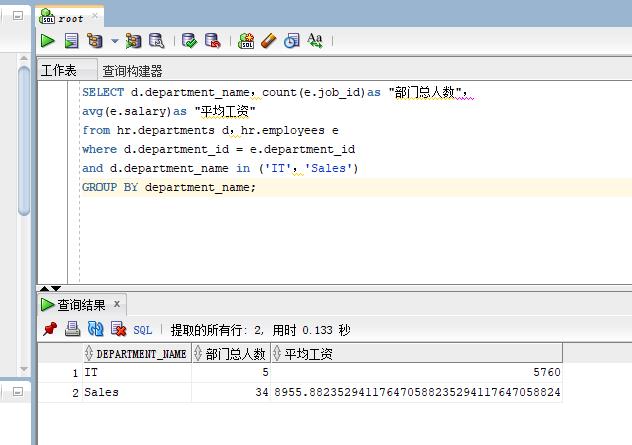 root
工作表 查询构建器
SELECT d.department_name，count(e.job_id)as "部门总人数"，
avg(e.salary)as "平均工资"
from hr.departments d，hr.employees e
where d.department_id = e.department_id
and d.department_name in ('IT'，'Sales')
GROUP BY department_name;
查询结果 x
SQL | 提取的所有行: 2, 用时 0.133 秒
DEPARTMENT_NAME 部门总人数 平均工资
1 IT 5 5760
2 Sales 34 8955.88235294117647058823529411764705882​4